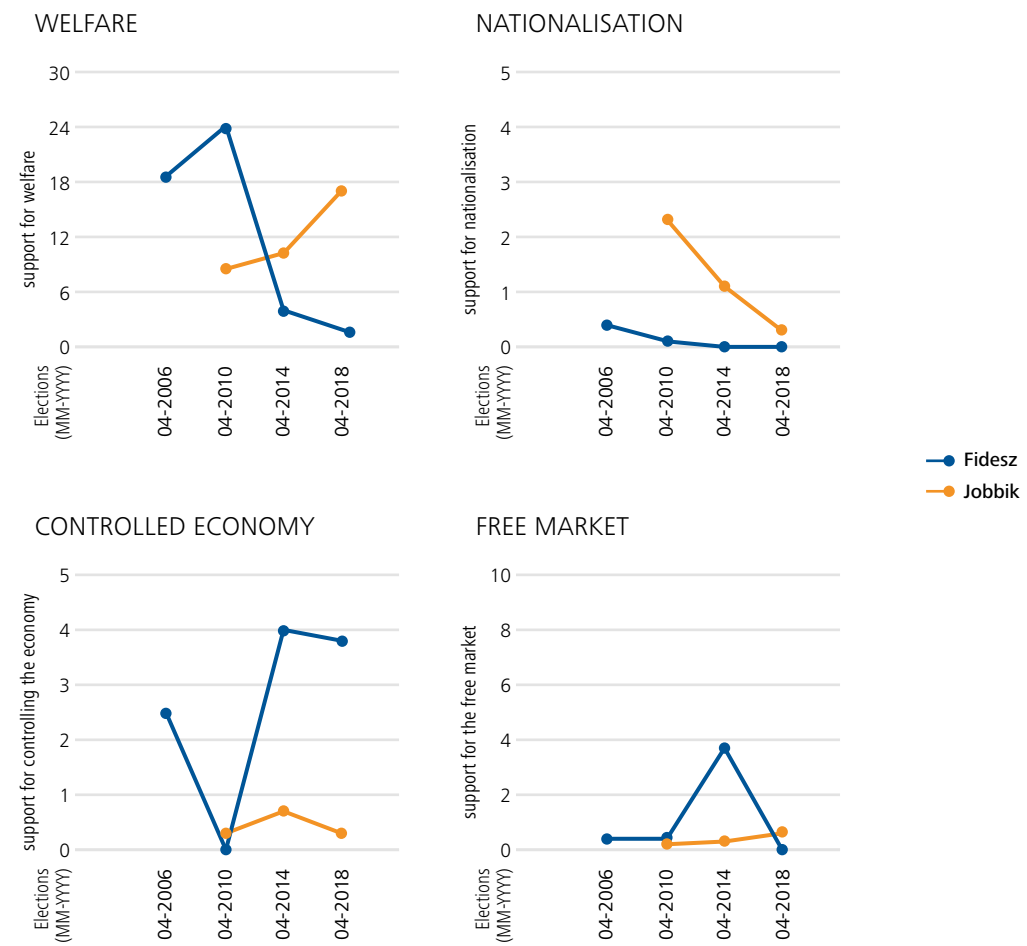 WELFARE
30
24
18
12
6
0
support for welfare
Elections
(MM-YYYY)
04-2006
04-2010
04-2014
04-2018
NATIONALISATION
5
4
3
2
1
0
support for nationalisation
Elections
(MM-YYYY)
04-2006
04-2010
04-2014
04-2018
Fidesz
Jobbik
CONTROLLED ECONOMY
5
4
3
2
1
0
support for controlling the economy
Elections
(MM-YYYY)
04-2006
04-2010
04-2014
04-2018
FREE MARKET
10
8
6
4
2
0
support for the free market
Elections
(MM-YYYY)
04-2006
04-2010
04-2014
04-2018